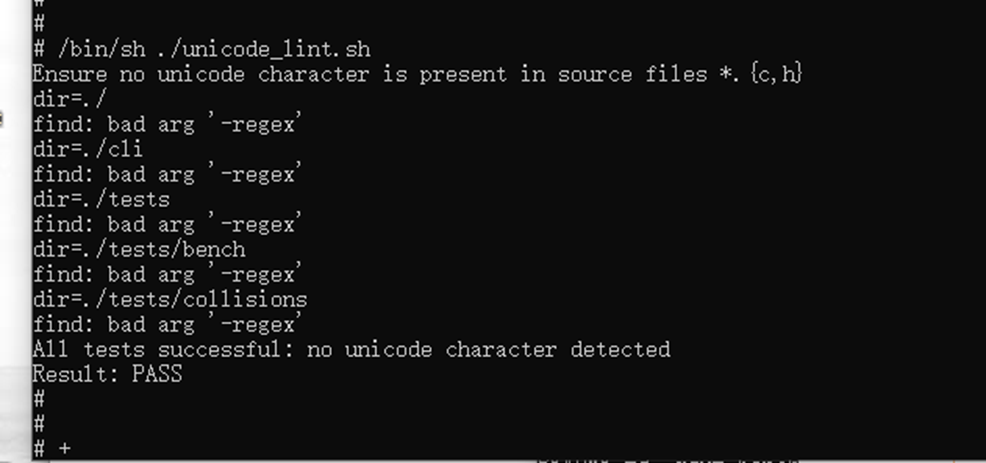 #
#
# /bin/sh ./unicode_lint.sh
Ensure no unicode character is present in source files *.{c,h}
dir=./
find: bad arg '-regex'
dir=./cli
find: bad arg '-regex'
dir=./tests
find: bad arg '-regex'
dir=./tests/bench
find: bad arg '-regex'
dir=./tests/collisions
find: bad arg '-regex'
All tests successful: no unicode character detected
Result: PASS
#
#
# +